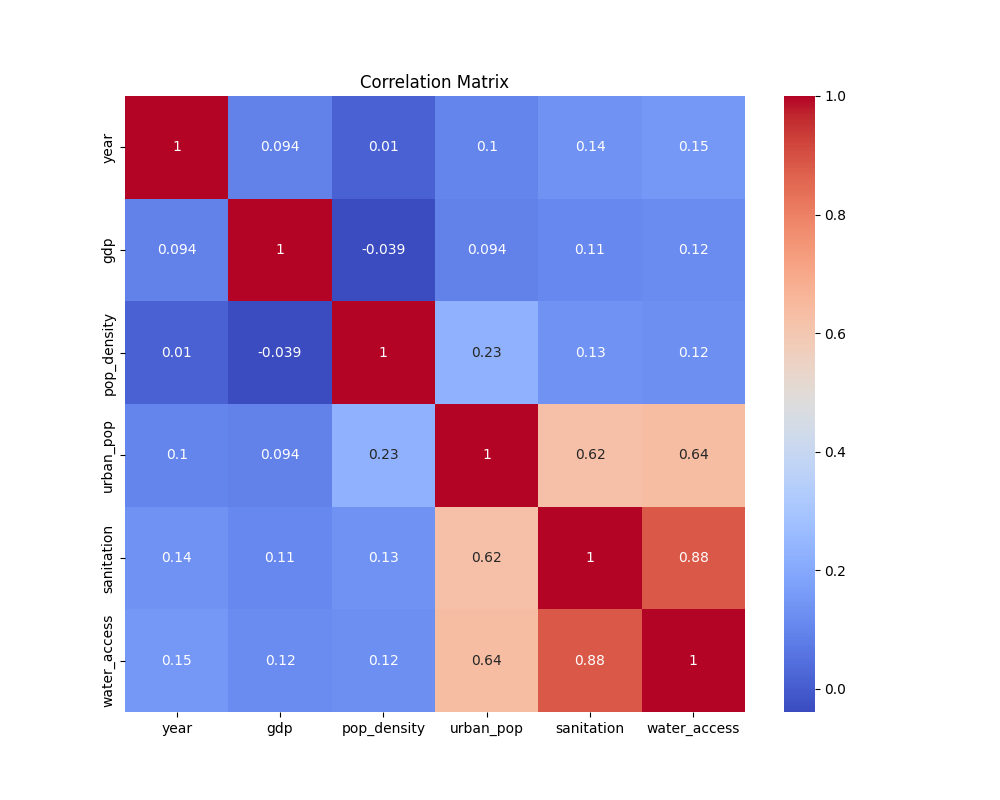 Correlation Matrix
year 1 0.094 0.01 0.1 0.14 0.15
gdp 0.094 1 -0.039 0.094 0.11 0.12
pop_density 0.01 -0.039 1 0.23 0.13 0.12
urban_pop 0.1 0.094 0.23 1 0.62 0.64
sanitation 0.14 0.11 0.13 0.62 1 0.88
water_access 0.15 0.12 0.12 0.64 0.88 1
year gdp pop_density urban_pop sanitation water_access
1.0
0.8
0.6
0.4
0.2
0.0